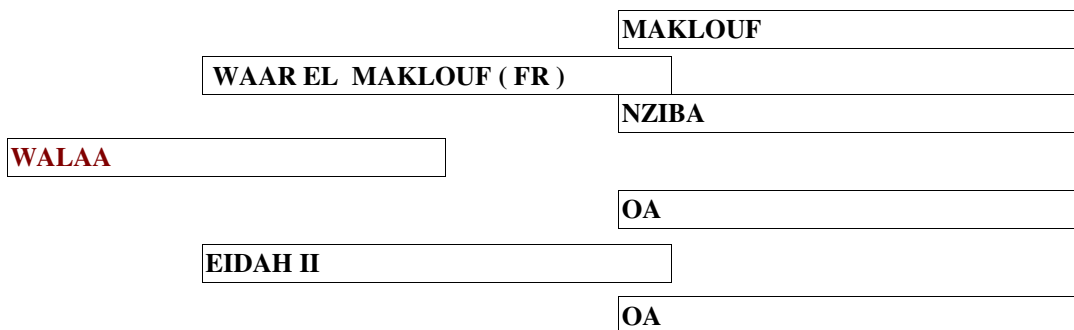 MAKLOUF
WAAR EL MAKLOUF ( FR )
NZIBA
WALAA
OA
EIDAH II
OA